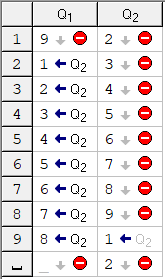 Q1 Q2
1 9 ↓ ⛔ 2 ↓ ⛔
2 1 ← Q2 3 ↓ ⛔
3 2 ← Q2 4 ↓ ⛔
4 3 ← Q2 5 ↓ ⛔
5 4 ← Q2 6 ↓ ⛔
6 5 ← Q2 7 ↓ ⛔
7 6 ← Q2 8 ↓ ⛔
8 7 ← Q2 9 ↓ ⛔
9 8 ← Q2 1 ← Q2
␣ _ ↓ ⛔ 2 ↓ ⛔